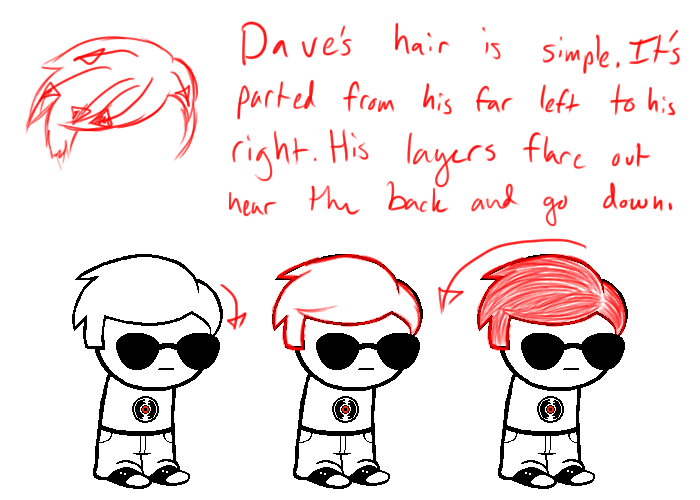 Dave's hair is simple. It's
parted from his far left to his
right. His layers flare out
near the back and go down.